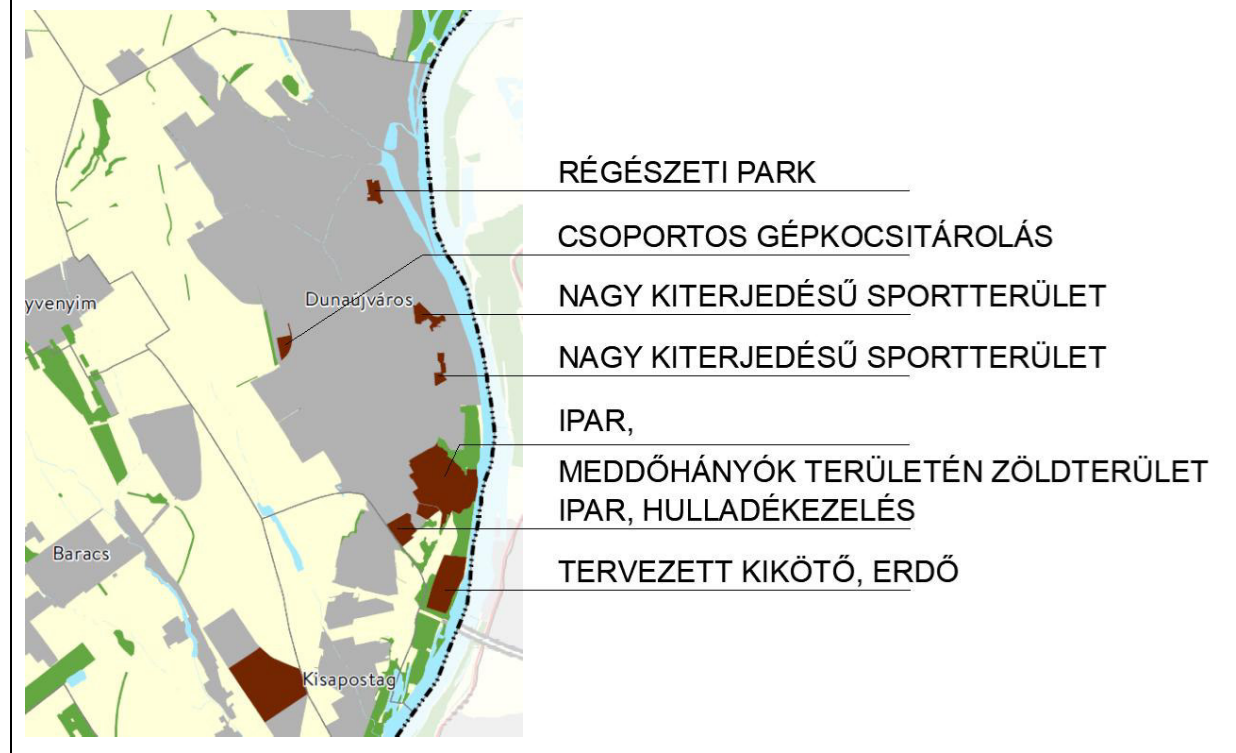 RÉGÉSZETI PARK
CSOPORTOS GÉPKOCSITÁROLÁS
yvenyim
Dunaújváros
NAGY KITERJEDÉSŰ SPORTTERÜLET
NAGY KITERJEDÉSŰ SPORTTERÜLET
IPAR,
MEDDŐHÁNYÓK TERÜLETÉN ZÖLDTERÜLET
IPAR, HULLADÉKEZELÉS
Baracs
TERVEZETT KIKÖTŐ, ERDŐ
Kisapostag